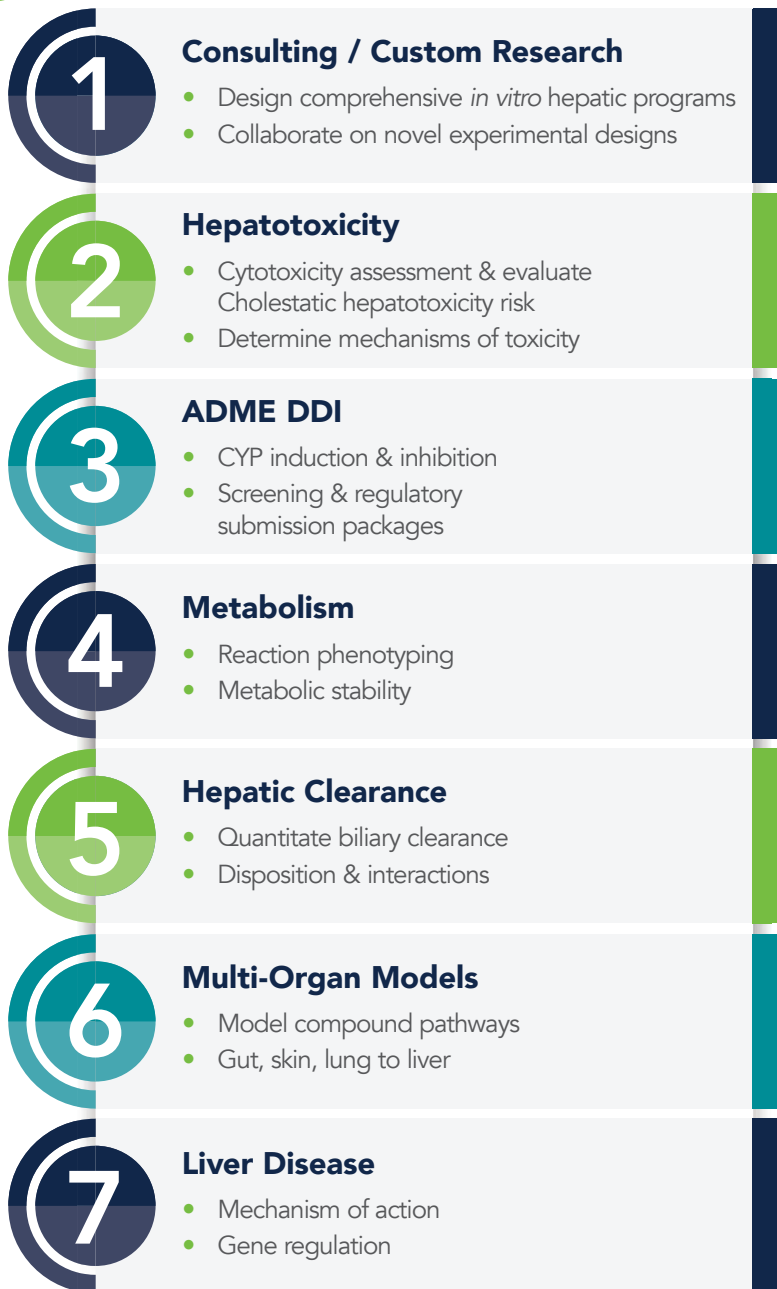 1
Consulting / Custom Research
• Design comprehensive in vitro hepatic programs
• Collaborate on novel experimental designs
2
Hepatotoxicity
• Cytotoxicity assessment & evaluate
Cholestatic hepatotoxicity risk
• Determine mechanisms of toxicity
3
ADME DDI
• CYP induction & inhibition
• Screening & regulatory
submission packages
4
Metabolism
• Reaction phenotyping
• Metabolic stability
5
Hepatic Clearance
• Quantitate biliary clearance
• Disposition & interactions
6
Multi-Organ Models
• Model compound pathways
• Gut, skin, lung to liver
7
Liver Disease
• Mechanism of action
• Gene regulation